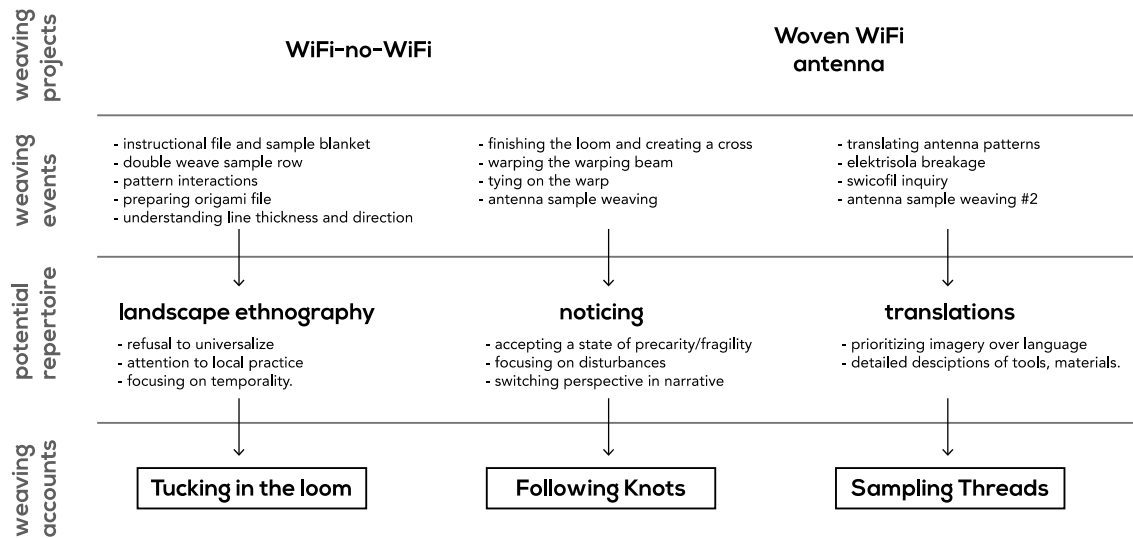 weaving
projects
WiFi-no-WiFi
Woven WiFi
antenna
weaving
events
- instructional file and sample blanket
- double weave sample row
- pattern interactions
- preparing origami file
- understanding line thickness and direction
- finishing the loom and creating a cross
- warping the warping beam
- tying on the warp
- antenna sample weaving
- translating antenna patterns
- elektrisola breakage
- swicofil inquiry
- antenna sample weaving #2
potential
repertoire
landscape ethnography
- refusal to universalize
- attention to local practice
- focusing on temporality.
noticing
- accepting a state of precarity/fragility
- focusing on disturbances
- switching perspective in narrative
translations
- prioritizing imagery over language
- detailed desciptions of tools, materials.
weaving
accounts
Tucking in the loom
Following Knots
Sampling Threads